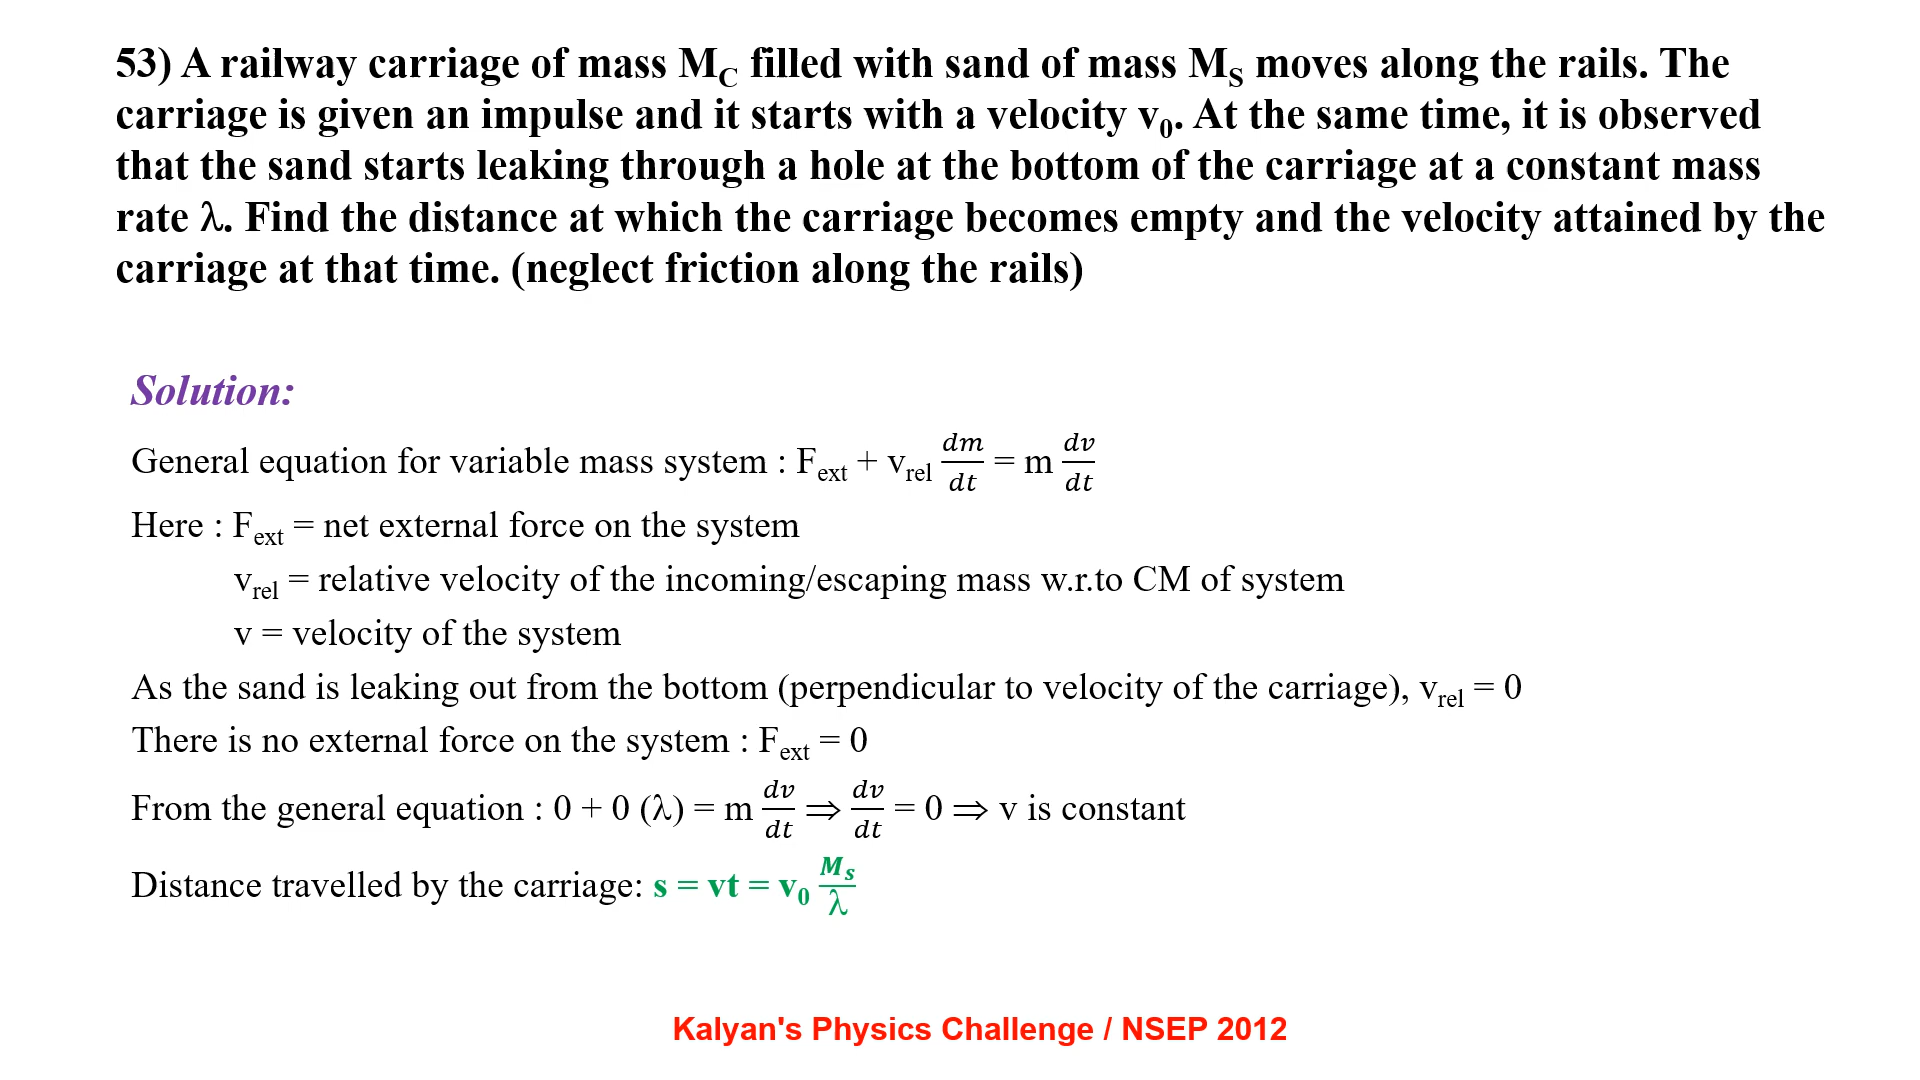 53) A railway carriage of mass M_C filled with sand of mass M_S moves along the rails. The
carriage is given an impulse and it starts with a velocity v_0. At the same time, it is observed
that the sand starts leaking through a hole at the bottom of the carriage at a constant mass
rate λ. Find the distance at which the carriage becomes empty and the velocity attained by the
carriage at that time. (neglect friction along the rails)
Solution:
General equation for variable mass system : F_ext + v_rel dm/dt = m dv/dt
Here : F_ext = net external force on the system
v_rel = relative velocity of the incoming/escaping mass w.r.to CM of system
v = velocity of the system
As the sand is leaking out from the bottom (perpendicular to velocity of the carriage), v_rel = 0
There is no external force on the system : F_ext = 0
From the general equation : 0 + 0 (λ) = m dv/dt ⇒ dv/dt = 0 ⇒ v is constant
Distance travelled by the carriage: s = vt = v_0 M_s/λ
Kalyan's Physics Challenge / NSEP 2012